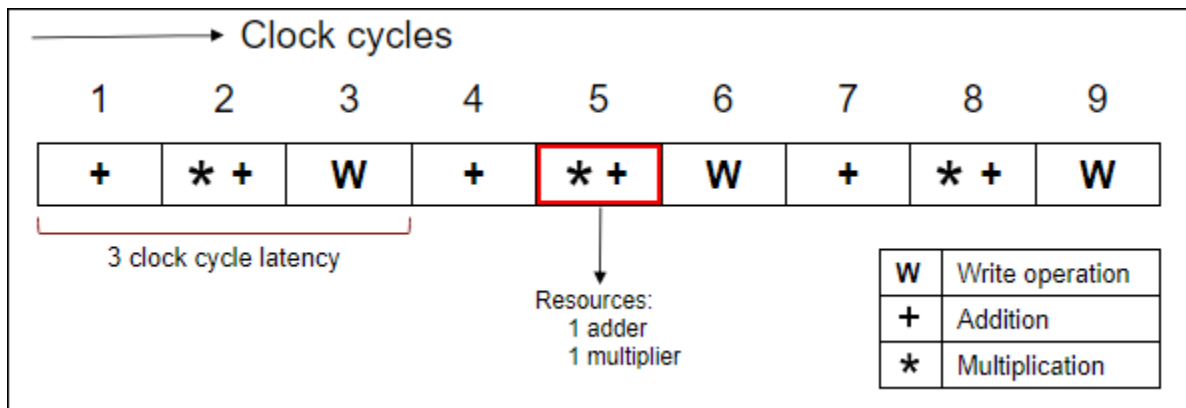 Clock cycles
1 2 3 4 5 6 7 8 9
+ * + W + * + W + * + W
3 clock cycle latency
Resources:
1 adder
1 multiplier
W Write operation
+ Addition
* Multiplication